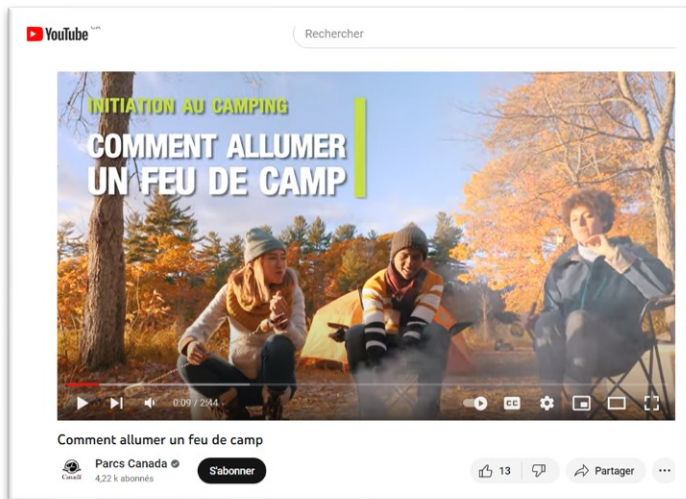 YouTube CA
Rechercher
INITIATION AU CAMPING
COMMENT ALLUMER
UN FEU DE CAMP
0:09 / 2:44
CC
Comment allumer un feu de camp
Parcs Canada
4,22 k abonnés
S'abonner
13
Partager
...